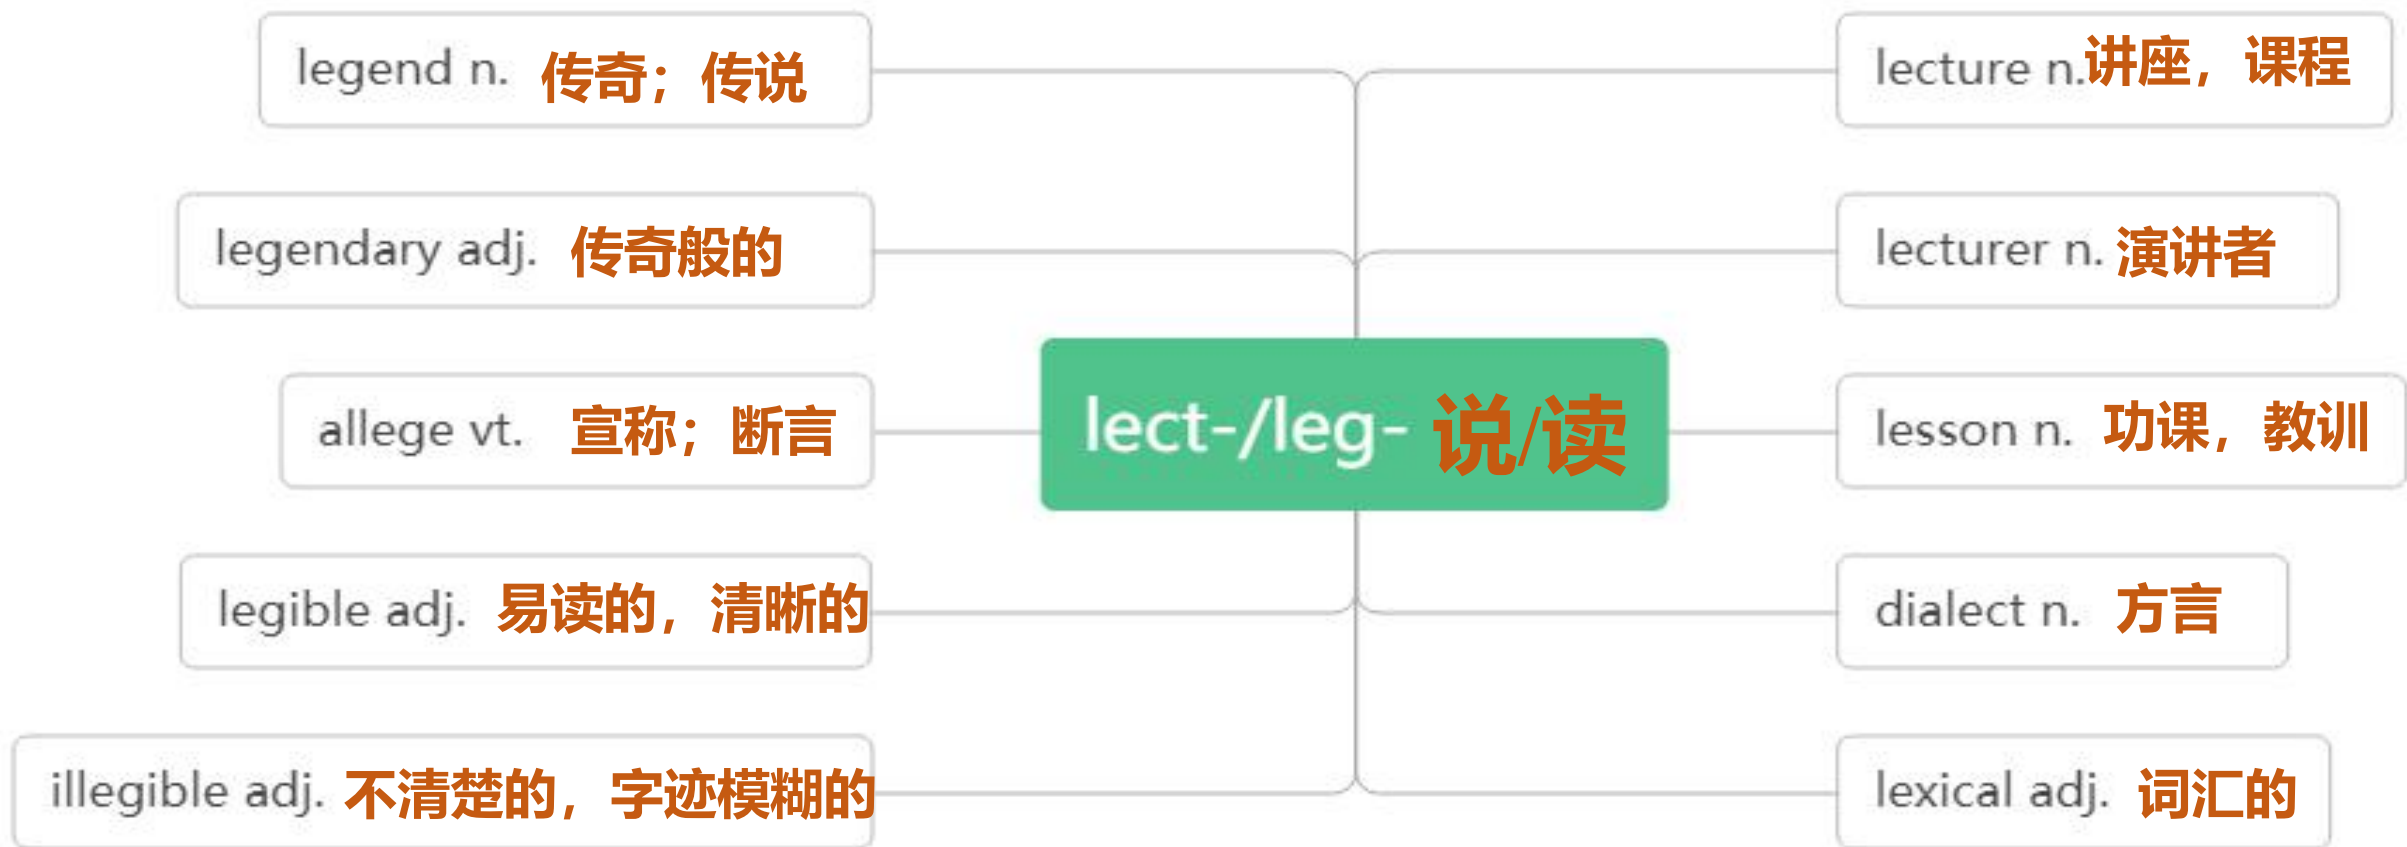 legend n. 传奇；传说
legendary adj. 传奇般的
allege vt. 宣称；断言
legible adj. 易读的，清晰的
illegible adj. 不清楚的，字迹模糊的
lect-/leg- 说/读
lecture n.讲座，课程
lecturer n. 演讲者
lesson n. 功课，教训
dialect n. 方言
lexical adj. 词汇的